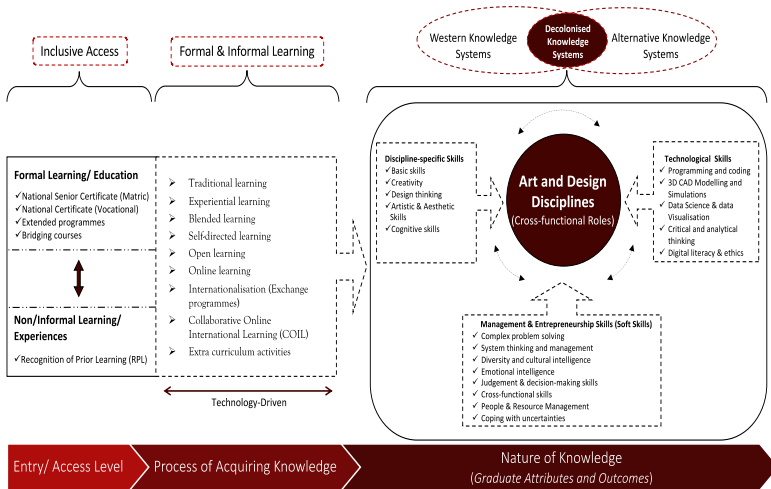 Inclusive Access
Formal & Informal Learning
Western Knowledge
Systems
Decolonised
Knowledge
Systems
Alternative Knowledge
Systems
Formal Learning/ Education
✓National Senior Certificate (Matric)
✓National Certificate (Vocational)
✓Extended programmes
✓Bridging courses
Non/Informal Learning/
Experiences
✓Recognition of Prior Learning (RPL)
➢ Traditional learning
➢ Experiential learning
➢ Blended learning
➢ Self-directed learning
➢ Open learning
➢ Online learning
➢ Internationalisation (Exchange
programmes)
➢ Collaborative Online
International Learning (COIL)
➢ Extra curriculum activities
Technology-Driven
Discipline-specific Skills
✓Basic skills
✓Creativity
✓Design thinking
✓Artistic & Aesthetic
Skills
✓Cognitive skills
Art and Design
Disciplines
(Cross-functional Roles)
Technological Skills
✓ Programming and coding
✓ 3D CAD Modelling and
Simulations
✓ Data Science & data
Visualisation
✓ Critical and analytical
thinking
✓ Digital literacy & ethics
Management & Entrepreneurship Skills (Soft Skills)
✓ Complex problem solving
✓ System thinking and management
✓ Diversity and cultural intelligence
✓ Emotional intelligence
✓ Judgement & decision-making skills
✓ Cross-functional skills
✓ People & Resource Management
✓ Coping with uncertainties
Entry/ Access Level
Process of Acquiring Knowledge
Nature of Knowledge
(Graduate Attributes and Outcomes)